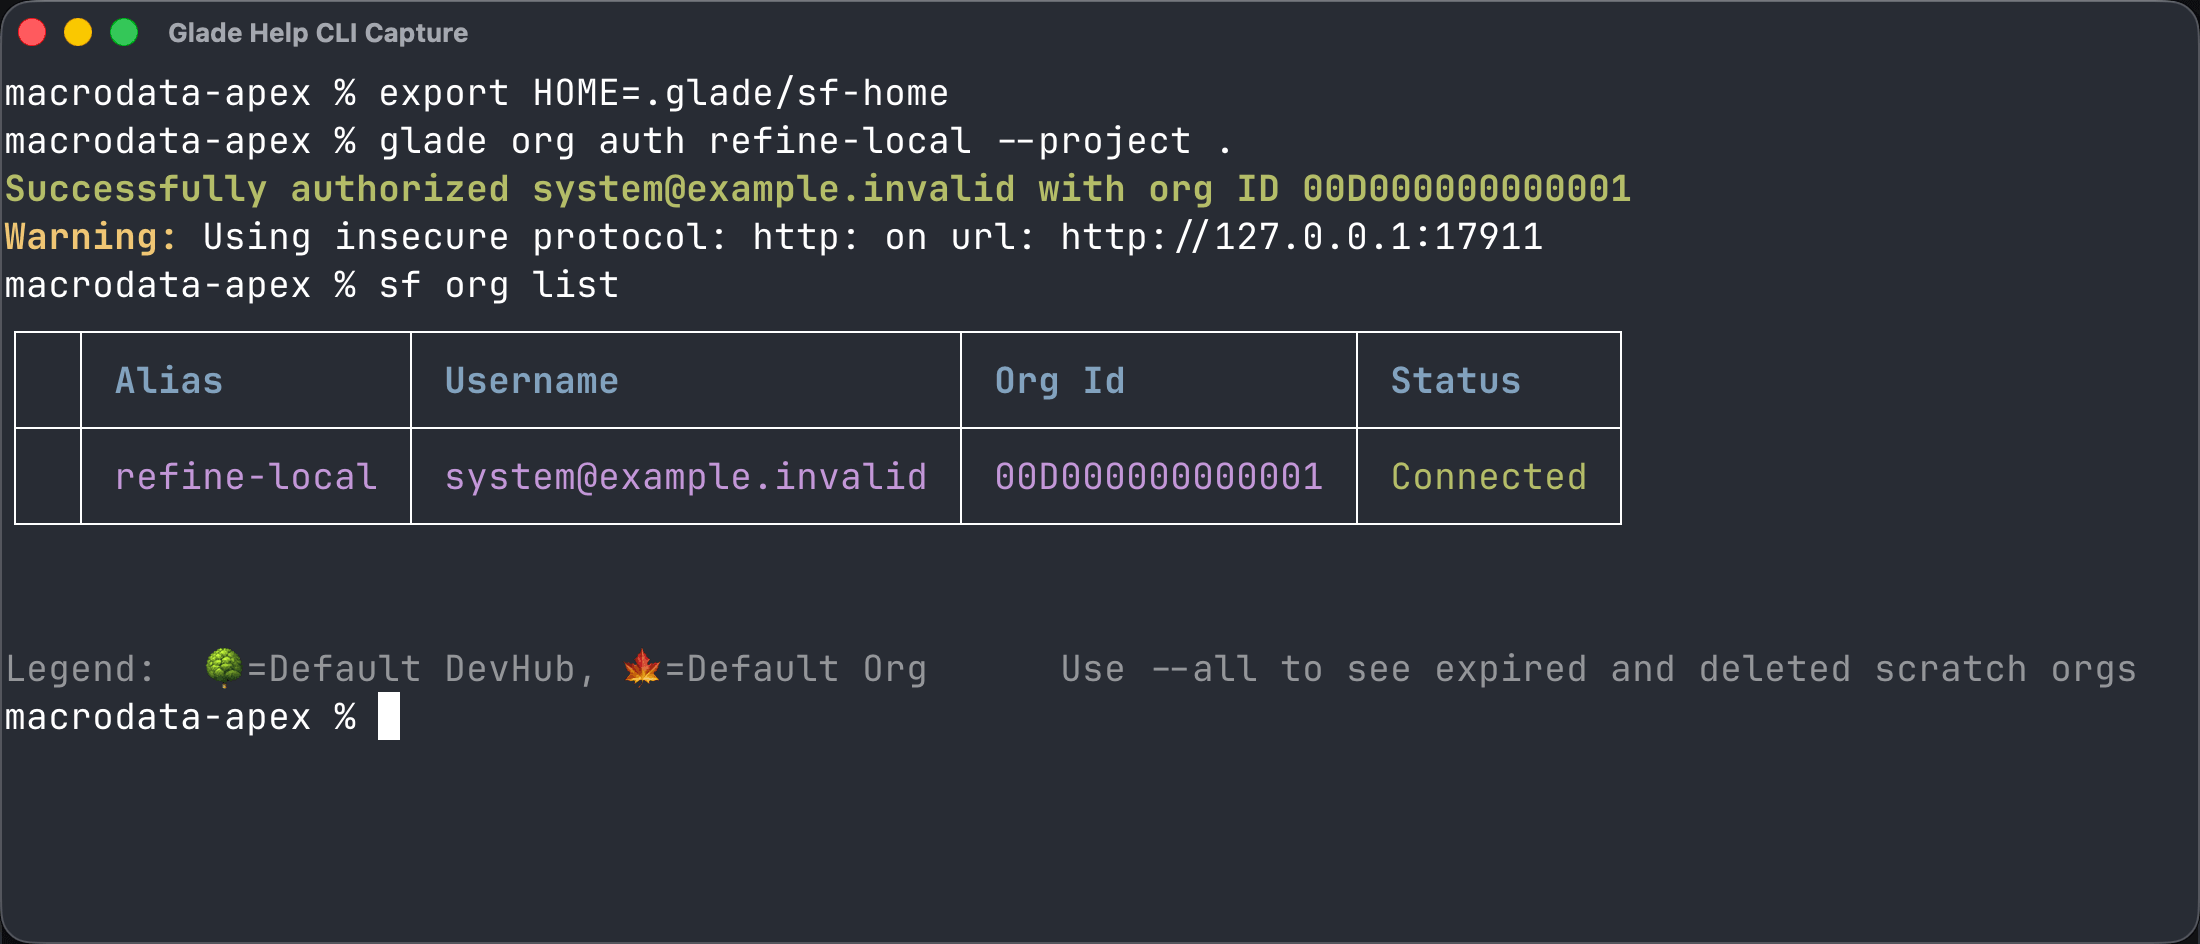 Glade Help CLI Capture
macrodata-apex % export HOME=.glade/sf-home
macrodata-apex % glade org auth refine-local --project .
Successfully authorized system@example.invalid with org ID 00D000000000001
Warning: Using insecure protocol: http: on url: http://127.0.0.1:17911
macrodata-apex % sf org list
Alias Username Org Id Status
refine-local system@example.invalid 00D000000000001 Connected
Legend: 🌳=Default DevHub, 🍁=Default Org Use --all to see expired and deleted scratch orgs
macrodata-apex %